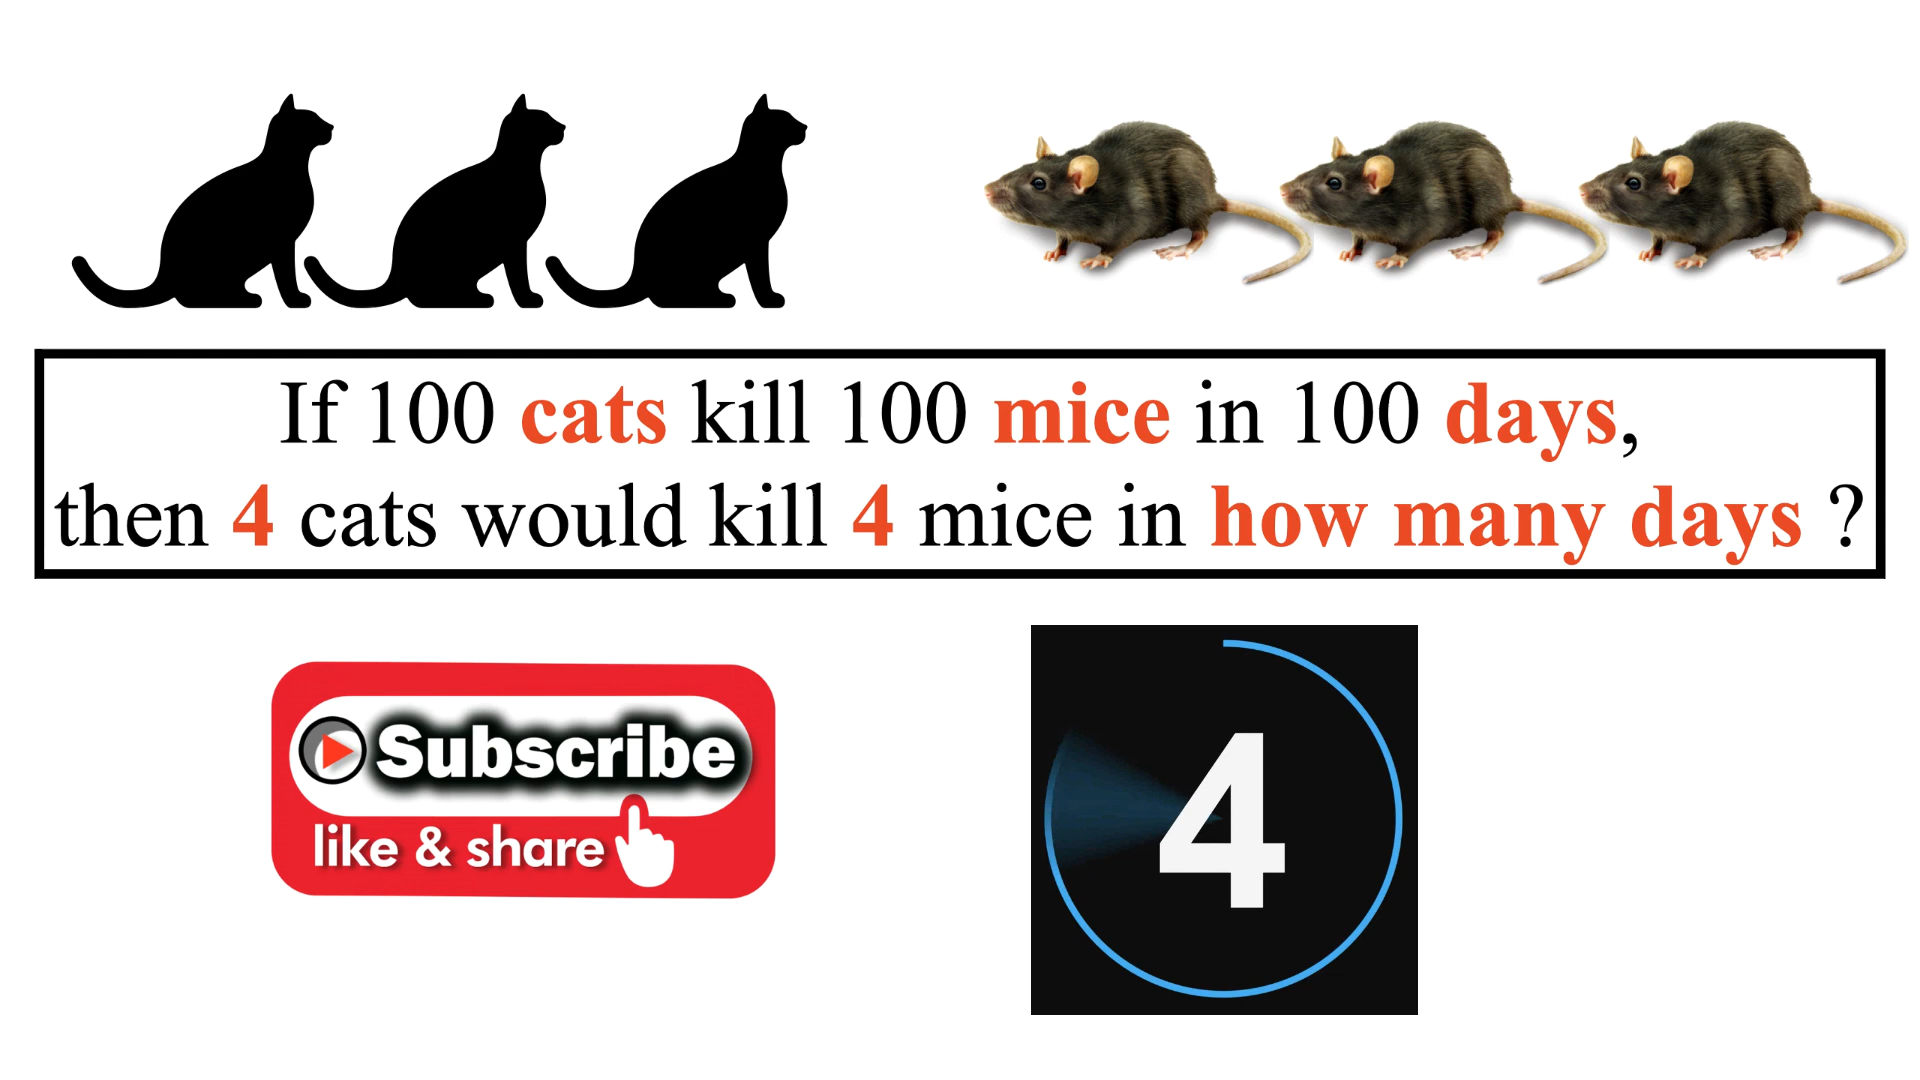 If 100 cats kill 100 mice in 100 days,
then 4 cats would kill 4 mice in how many days ?
Subscribe
like & share
4